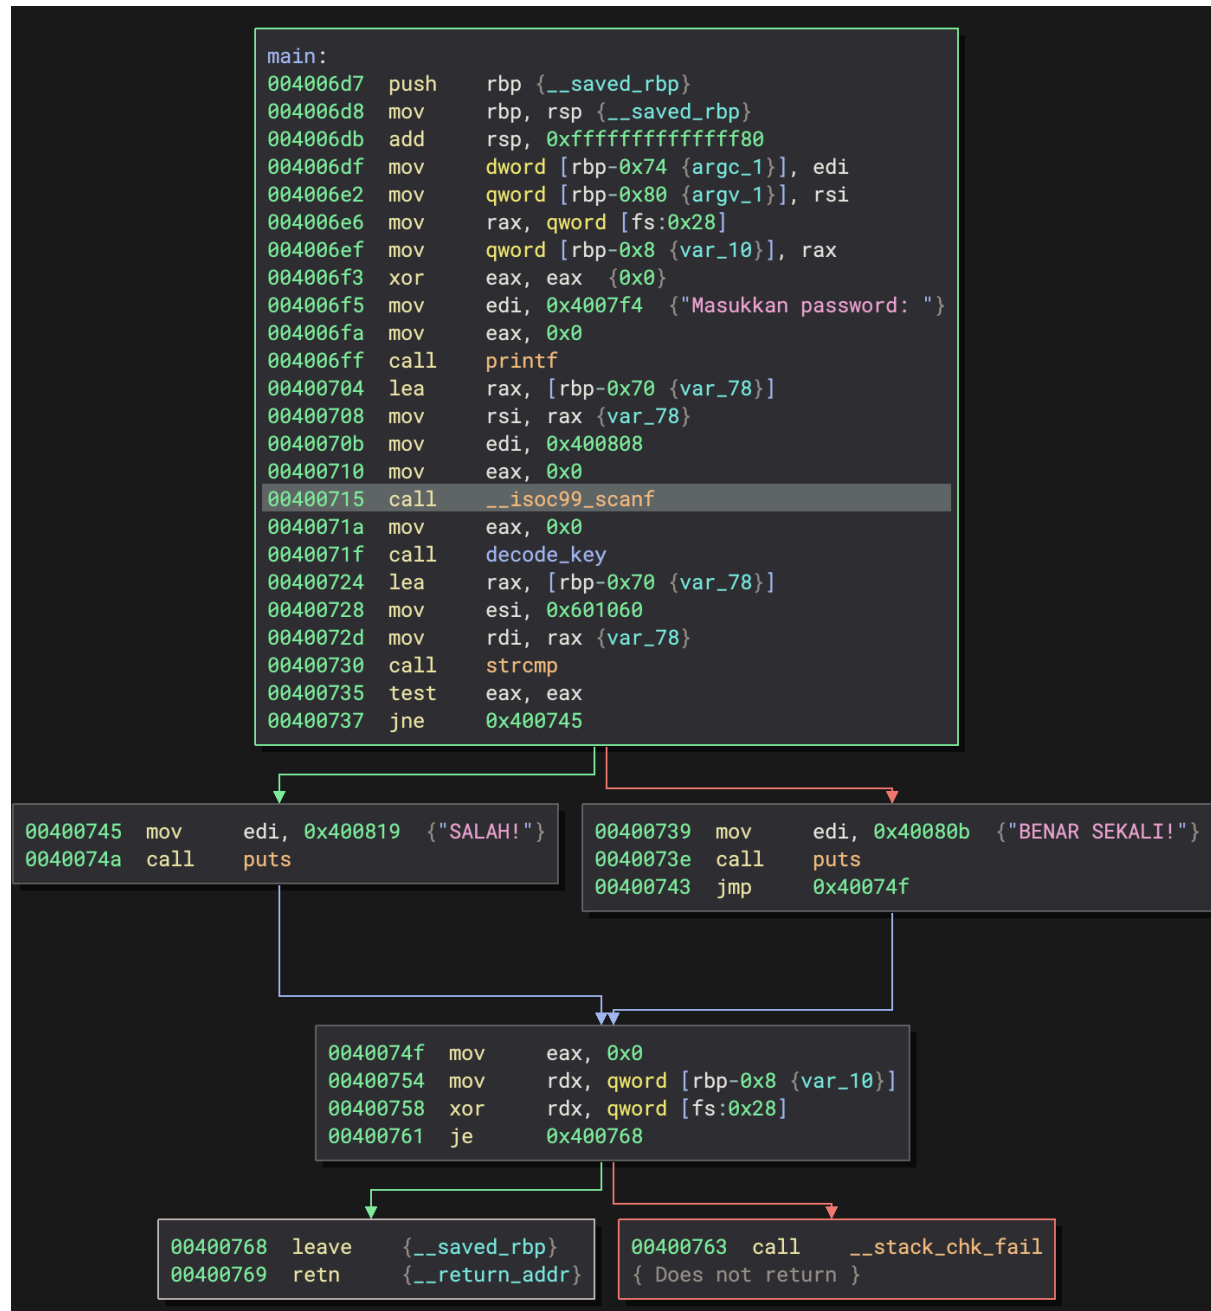 main:
004006d7 push rbp {__saved_rbp}
004006d8 mov rbp, rsp {__saved_rbp}
004006db add rsp, 0xffffffffffffff80
004006df mov dword [rbp-0x74 {argc_1}], edi
004006e2 mov qword [rbp-0x80 {argv_1}], rsi
004006e6 mov rax, qword [fs:0x28]
004006ef mov qword [rbp-0x8 {var_10}], rax
004006f3 xor eax, eax {0x0}
004006f5 mov edi, 0x4007f4 {"Masukkan password: "}
004006fa mov eax, 0x0
004006ff call printf
00400704 lea rax, [rbp-0x70 {var_78}]
00400708 mov rsi, rax {var_78}
0040070b mov edi, 0x400808
00400710 mov eax, 0x0
00400715 call __isoc99_scanf
0040071a mov eax, 0x0
0040071f call decode_key
00400724 lea rax, [rbp-0x70 {var_78}]
00400728 mov esi, 0x601060
0040072d mov rdi, rax {var_78}
00400730 call strcmp
00400735 test eax, eax
00400737 jne 0x400745
00400745 mov edi, 0x400819 {"SALAH!"}
0040074a call puts
00400739 mov edi, 0x40080b {"BENAR SEKALI!"}
0040073e call puts
00400743 jmp 0x40074f
0040074f mov eax, 0x0
00400754 mov rdx, qword [rbp-0x8 {var_10}]
00400758 xor rdx, qword [fs:0x28]
00400761 je 0x400768
00400768 leave {__saved_rbp}
00400769 retn {__return_addr}
00400763 call __stack_chk_fail
{ Does not return }